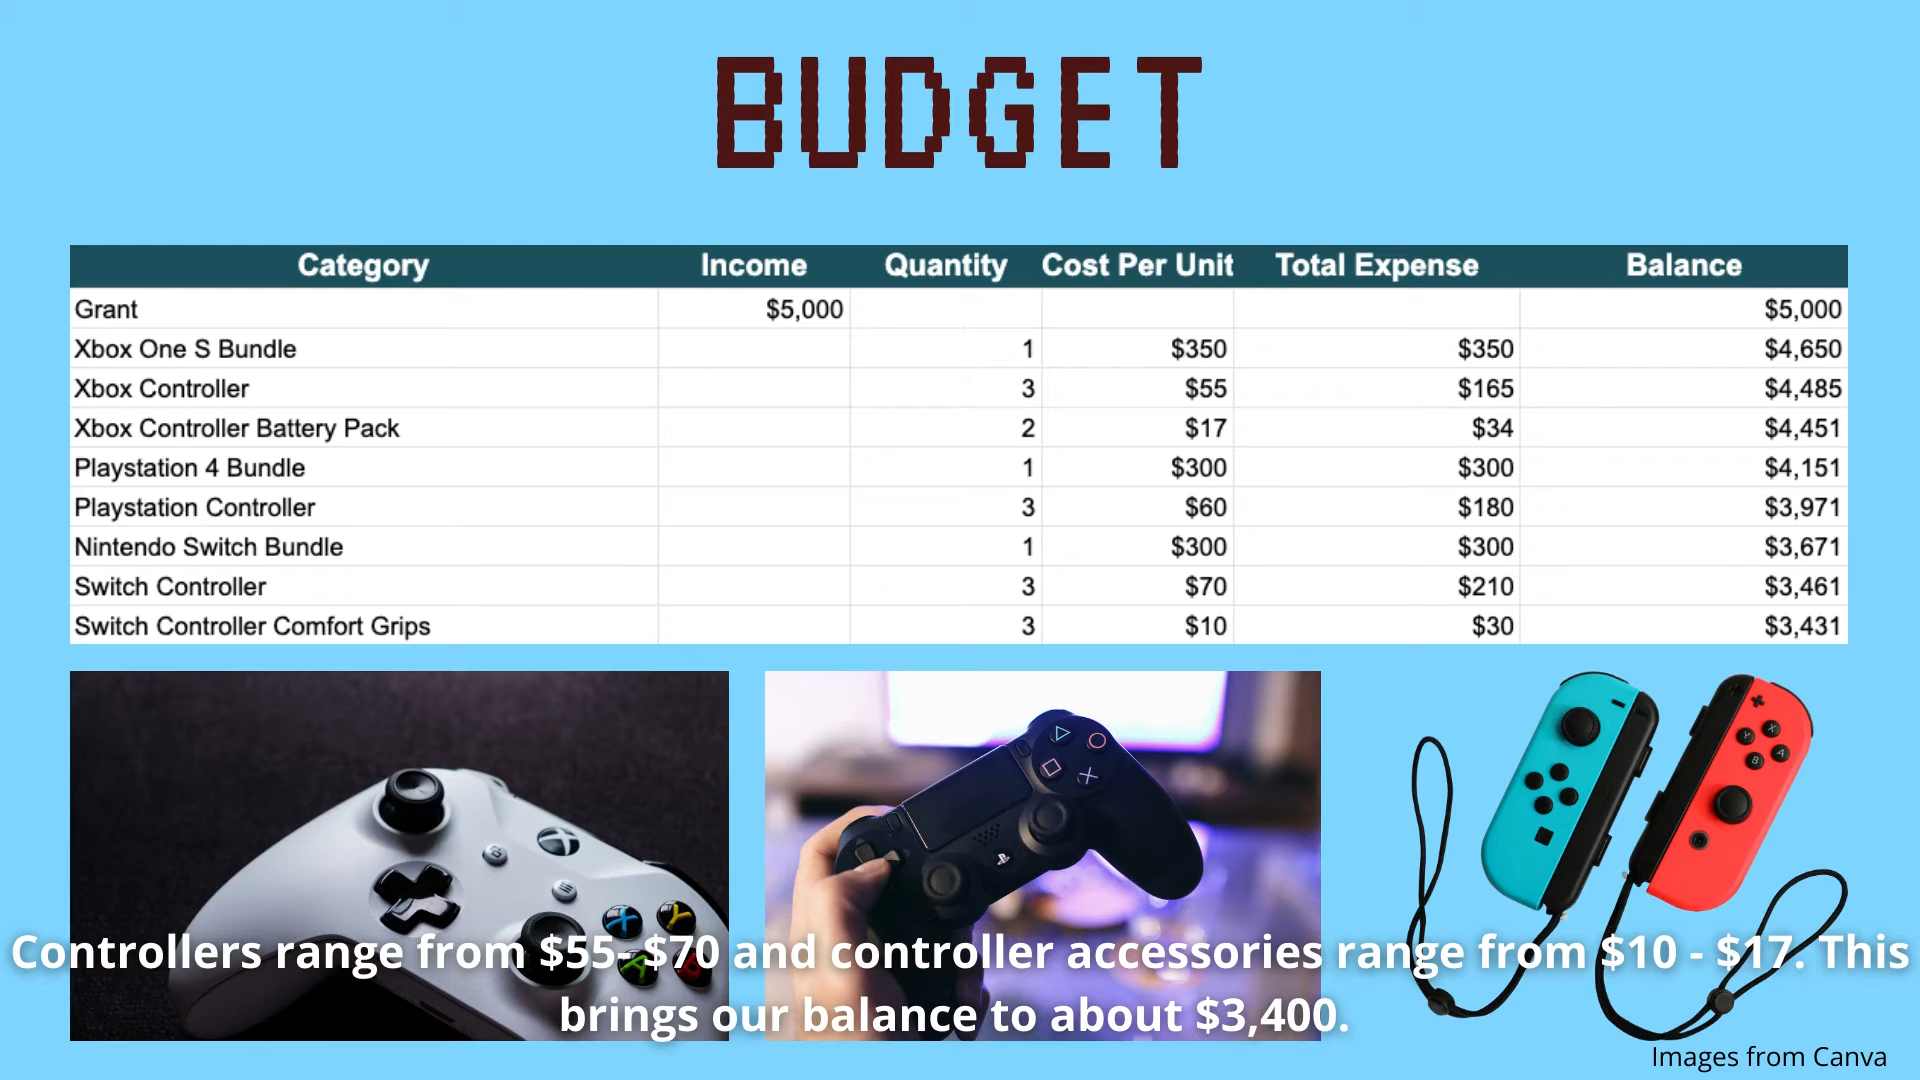 BUDGET
Category Income Quantity Cost Per Unit Total Expense Balance
Grant $5,000 $5,000
Xbox One S Bundle 1 $350 $350 $4,650
Xbox Controller 3 $55 $165 $4,485
Xbox Controller Battery Pack 2 $17 $34 $4,451
Playstation 4 Bundle 1 $300 $300 $4,151
Playstation Controller 3 $60 $180 $3,971
Nintendo Switch Bundle 1 $300 $300 $3,671
Switch Controller 3 $70 $210 $3,461
Switch Controller Comfort Grips 3 $10 $30 $3,431
X Y A B
X
Y
A
B
Controllers range from $55- $70 and controller accessories range from $10 - $17. This
brings our balance to about $3,400.
Images from Canva